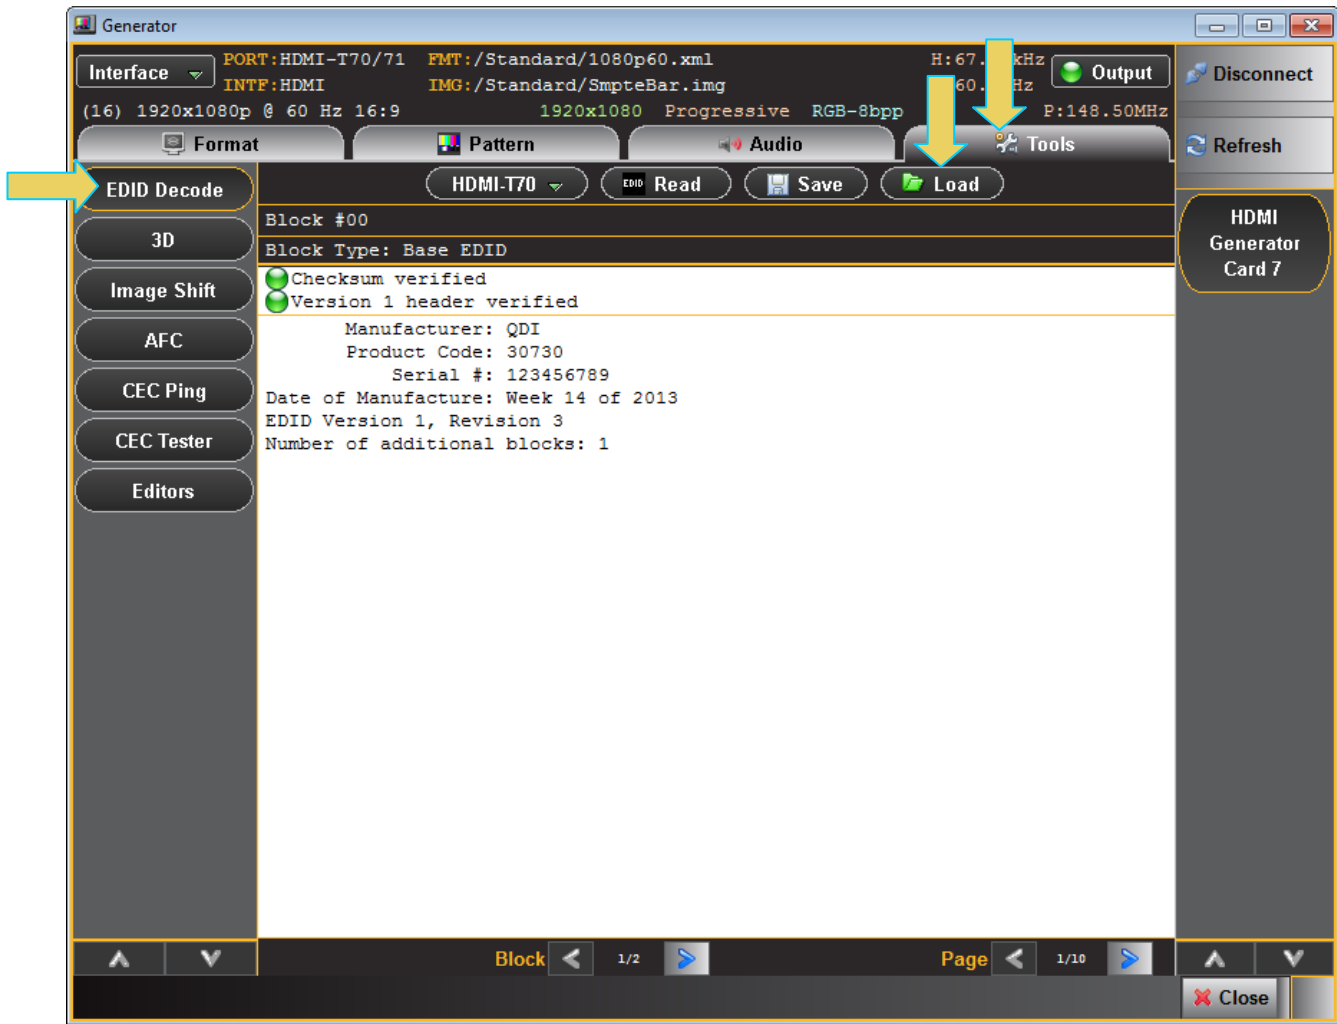 Generator
Interface
PORT:HDMI-T70/71 FMT:/Standard/1080p60.xml
INTF:HDMI IMG:/Standard/SmpteBar.img
Output
Disconnect
(16) 1920x1080p @ 60 Hz 16:9 1920x1080 Progressive RGB-8bpp P:148.50MHz
Format Pattern Audio Tools
Refresh
EDID Decode
HDMI-T70 EDID Read Save Load
Block #00
Block Type: Base EDID
3D
HDMI
Generator
Card 7
Checksum verified
Version 1 header verified
Image Shift
Manufacturer: QDI
Product Code: 30730
Serial #: 123456789
Date of Manufacture: Week 14 of 2013
EDID Version 1, Revision 3
Number of additional blocks: 1
AFC
CEC Ping
CEC Tester
Editors
Block 1/2 Page 1/10
Close